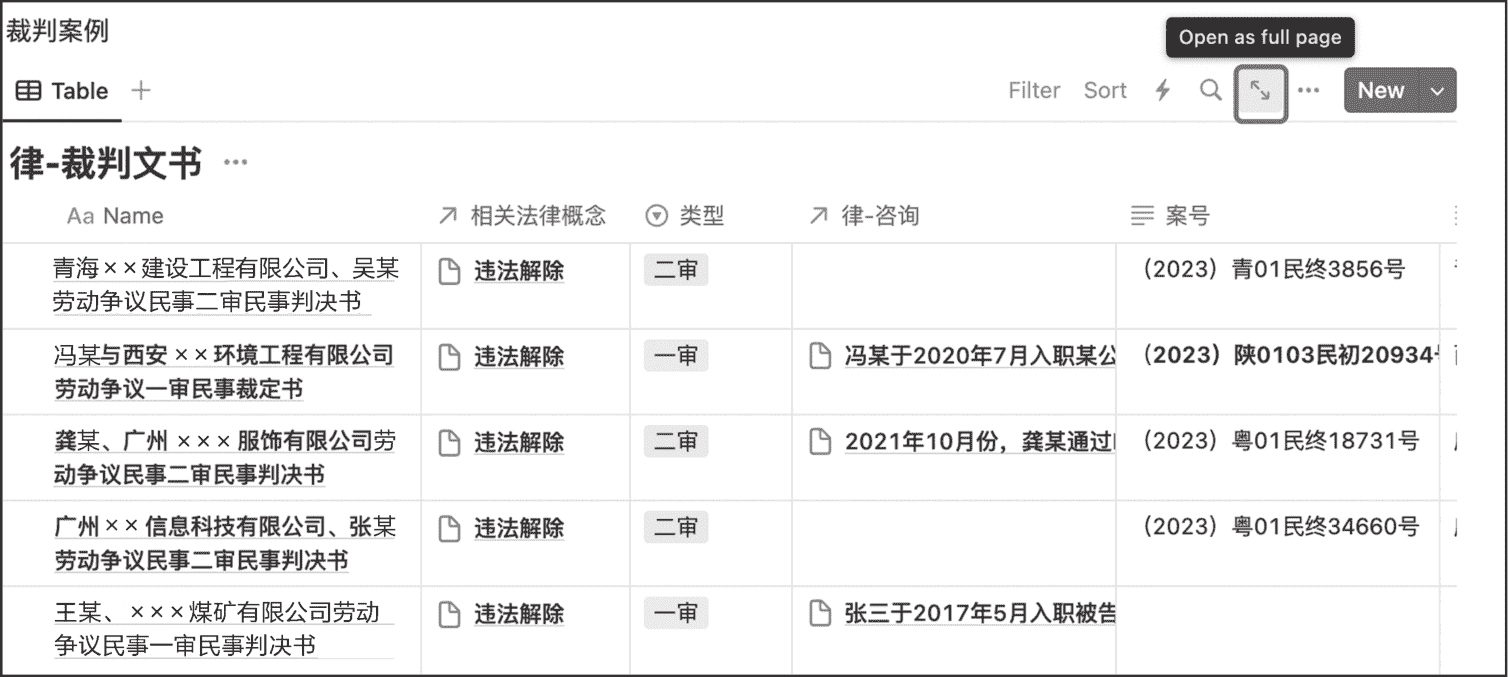 裁判案例
Open as full page
Table
Filter Sort New
律-裁判文书 ···
Aa Name 相关法律概念 类型 律-咨询 案号
青海××建设工程有限公司、吴某
劳动争议民事二审民事判决书
违法解除
二审
（2023）青01民终3856号
冯某与西安××环境工程有限公司
劳动争议一审民事裁定书
违法解除
一审
冯某于2020年7月入职某公
（2023）陕0103民初20934
龚某、广州×××服饰有限公司劳
动争议民事二审民事判决书
违法解除
二审
2021年10月份，龚某通过
（2023）粤01民终18731号
广州××信息科技有限公司、张某
劳动争议民事二审民事判决书
违法解除
二审
（2023）粤01民终34660号
王某、×××煤矿有限公司劳动
争议民事一审民事判决书
违法解除
一审
张三于2017年5月入职被告